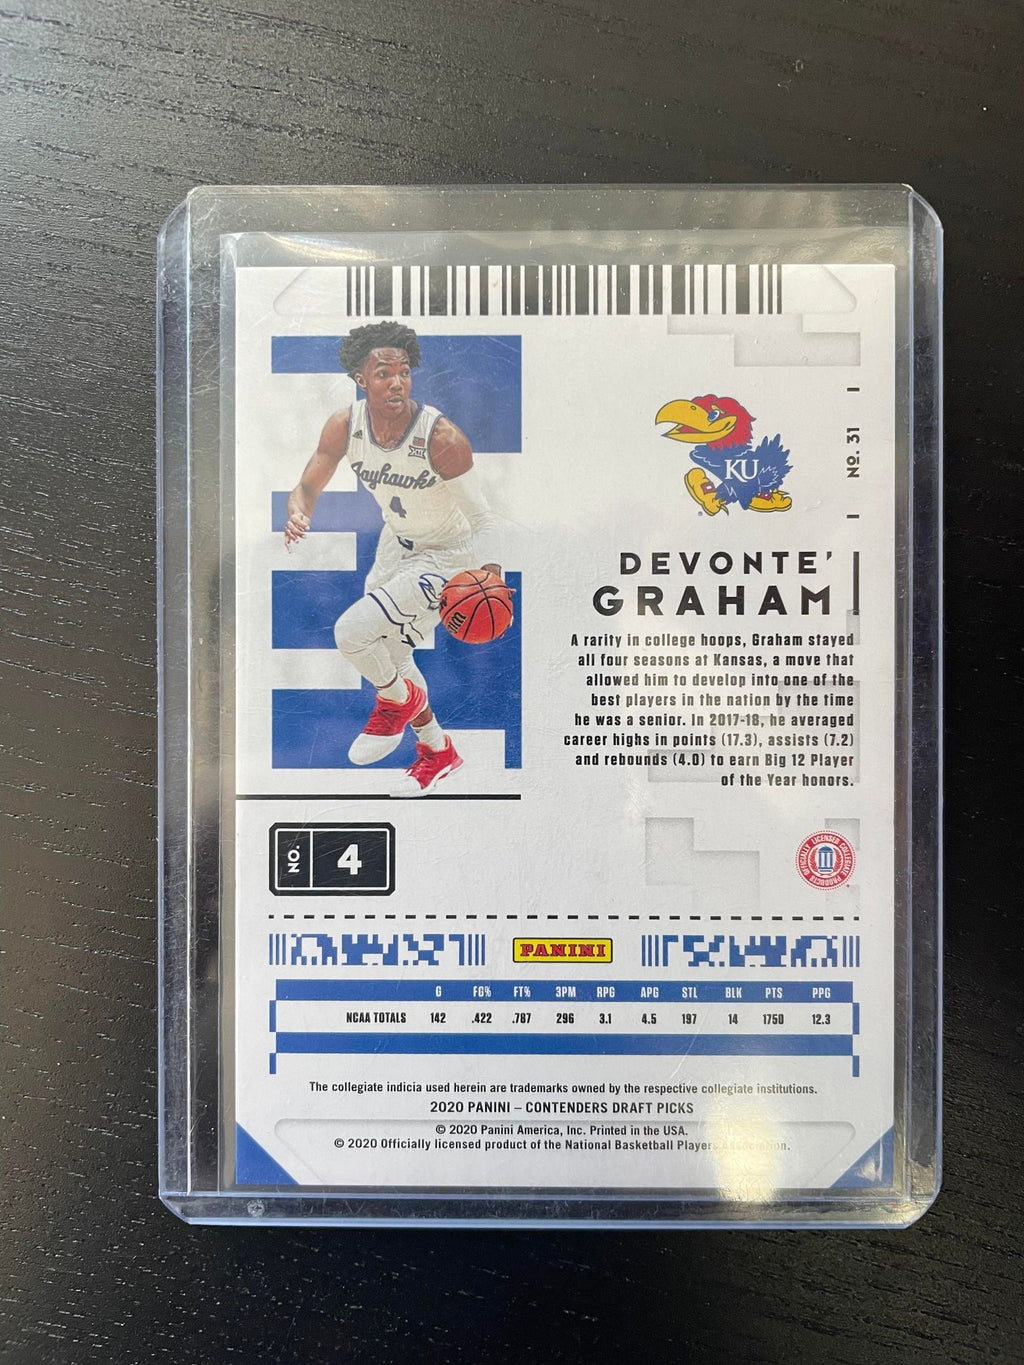 Jayhawks
4
XII
KU
®
NO. 31
DEVONTE'
GRAHAM
A rarity in college hoops, Graham stayed
all four seasons at Kansas, a move that
allowed him to develop into one of the
best players in the nation by the time
he was a senior. In 2017-18, he averaged
career highs in points (17.3), assists (7.2)
and rebounds (4.0) to earn Big 12 Player
of the Year honors.
NO. 4
OFFICIALLY LICENSED COLLEGIATE PRODUCTS
PANINI
G FG% FT% 3PM RPG APG STL BLK PTS PPG
NCAA TOTALS 142 .422 .787 296 3.1 4.5 197 14 1750 12.3
The collegiate indicia used herein are trademarks owned by the respective collegiate institutions.
2020 PANINI – CONTENDERS DRAFT PICKS
© 2020 Panini America, Inc. Printed in the USA.
© 2020 Officially licensed product of the National Basketball Players Association.